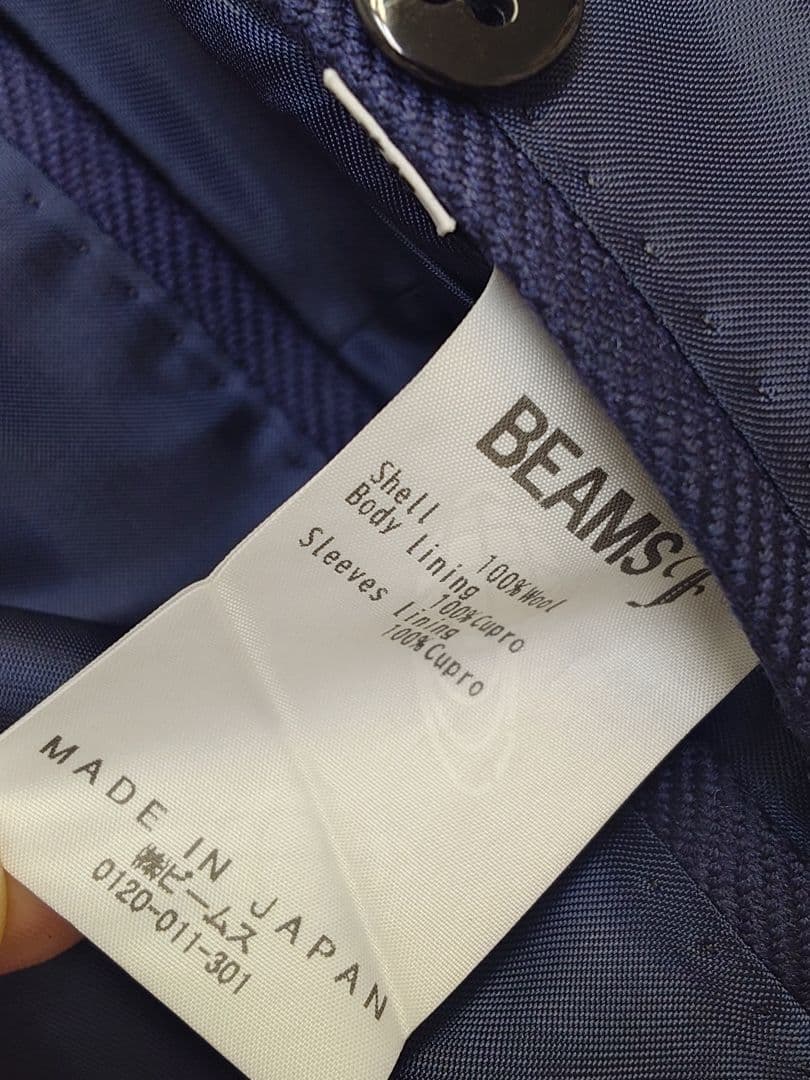 BEAMS
Shell
100%Wool
Body Lining
100%Cupro
Sleeves Lining
100%Cupro
MADE IN JAPAN
㈱ビームス
0120-011-301